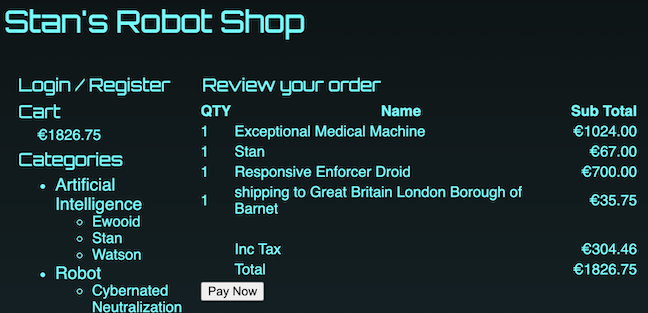 Stan's Robot Shop
Login / Register
Cart
€1826.75
Categories
Artificial
Intelligence
Ewooid
Stan
Watson
Robot
Cybernated
Neutralization
Review your order
QTY Name Sub Total
1 Exceptional Medical Machine €1024.00
1 Stan €67.00
1 Responsive Enforcer Droid €700.00
1 shipping to Great Britain London Borough of
Barnet €35.75
Inc Tax €304.46
Total €1826.75
Pay Now